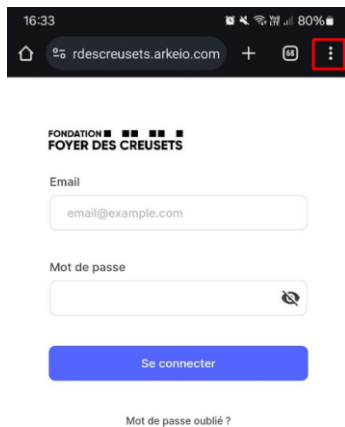 16:33 80%
rdescreusets.arkeio.com 68
FONDATION
FOYER DES CREUSETS
Email
email@example.com
Mot de passe
Se connecter
Mot de passe oublié ?